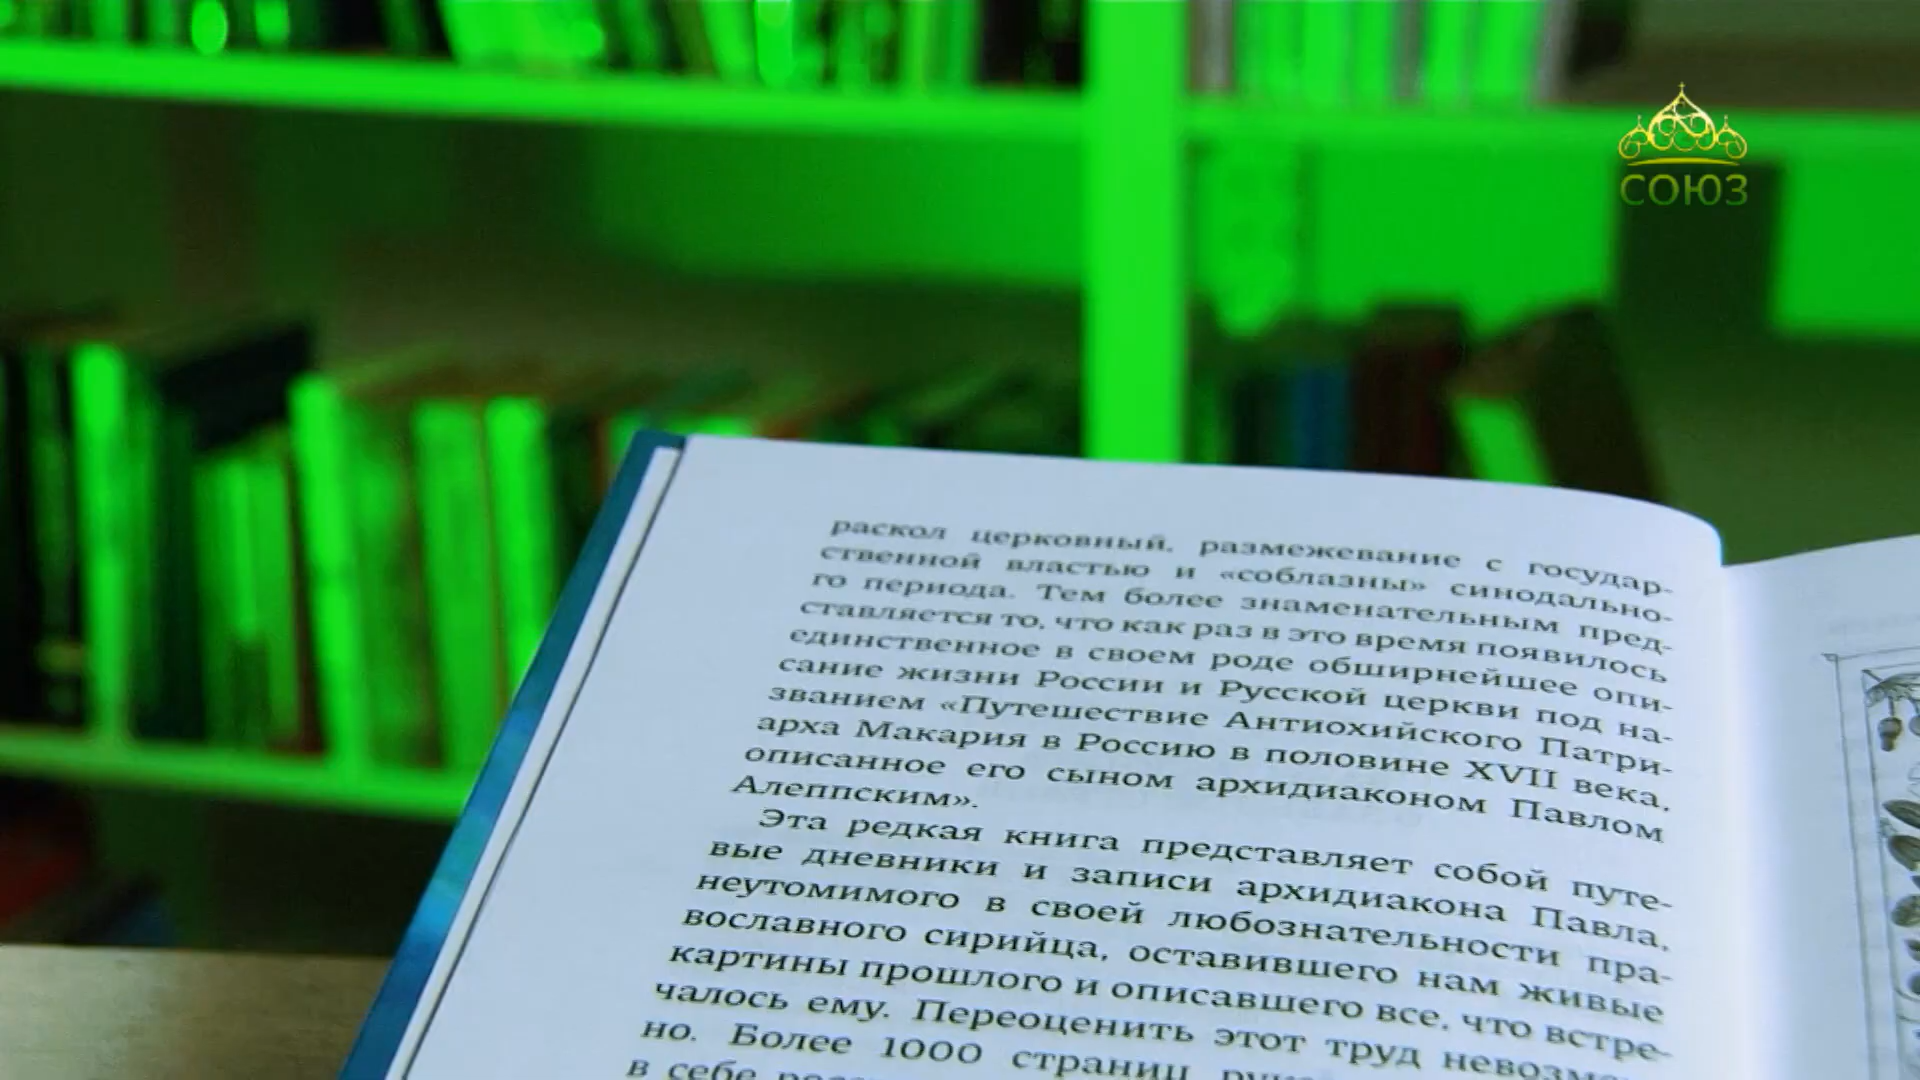 СОЮЗ
раскол церковный, размежевание с государ-
ственной властью и «соблазны» синодально-
го периода. Тем более знаменательным пред-
ставляется то, что как раз в это время появилось
единственное в своем роде обширнейшее опи-
сание жизни России и Русской церкви под на-
званием «Путешествие Антиохийского Патри-
арха Макария в Россию в половине XVII века,
описанное его сыном архидиаконом Павлом
Алеппским».
Эта редкая книга представляет собой путе-
вые дневники и записи архидиакона Павла,
неутомимого в своей любознательности пра-
вославного сирийца, оставившего нам живые
картины прошлого и описавшего все, что встре-
чалось ему. Переоценить этот труд невозмож-
но. Более 1000 страниц
в себе